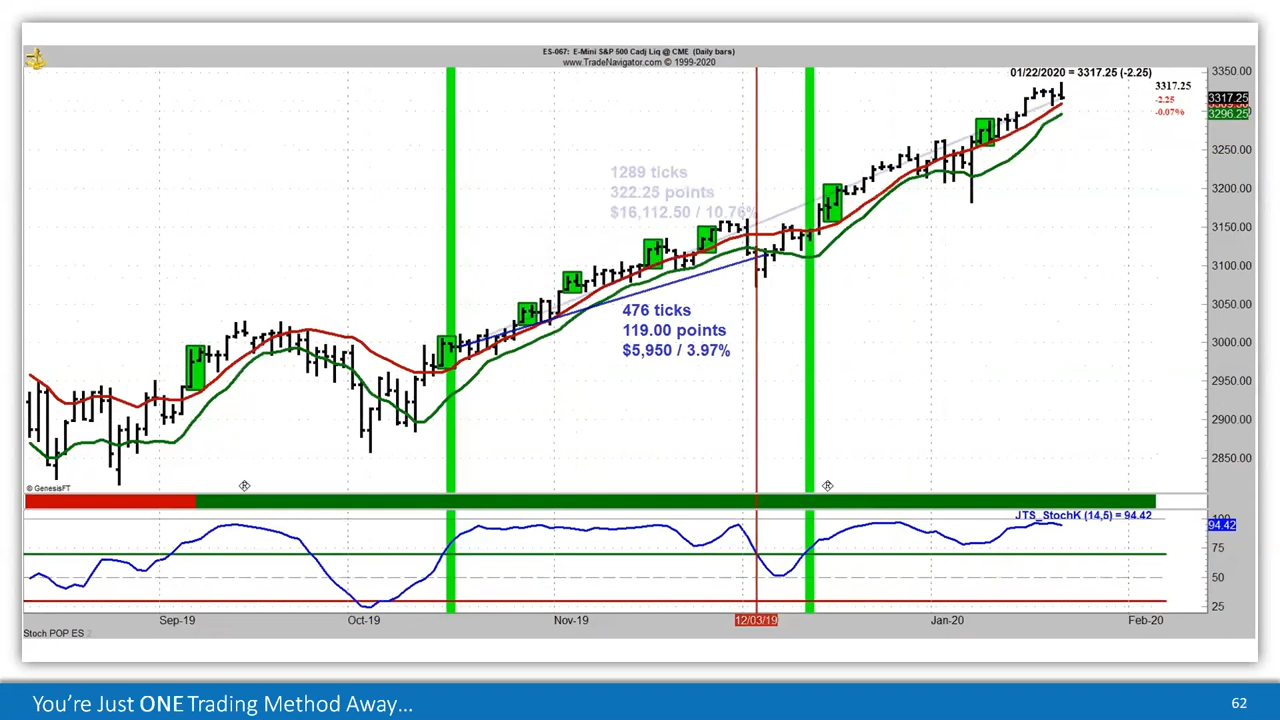 ES-067: E-Mini S&P 500 Cadj Liq @ CME (Daily bars)
www.TradeNavigator.com © 1999-2020
01/22/2020 = 3317.25 (-2.25)
3317.25
-2.25
-0.07%
3350.00
3317.25
3296.25
3250.00
3200.00
3150.00
3100.00
3050.00
3000.00
2950.00
2900.00
2850.00
1289 ticks
322.25 points
$16,112.50 / 10.76%
476 ticks
119.00 points
$5,950 / 3.97%
© GenesisFT
R
R
JTS_StochK (14,5) = 94.42
100
94.42
75
50
25
Sep-19
Oct-19
Nov-19
12/03/19
Jan-20
Feb-20
Stoch POP ES 2
You're Just ONE Trading Method Away...
62